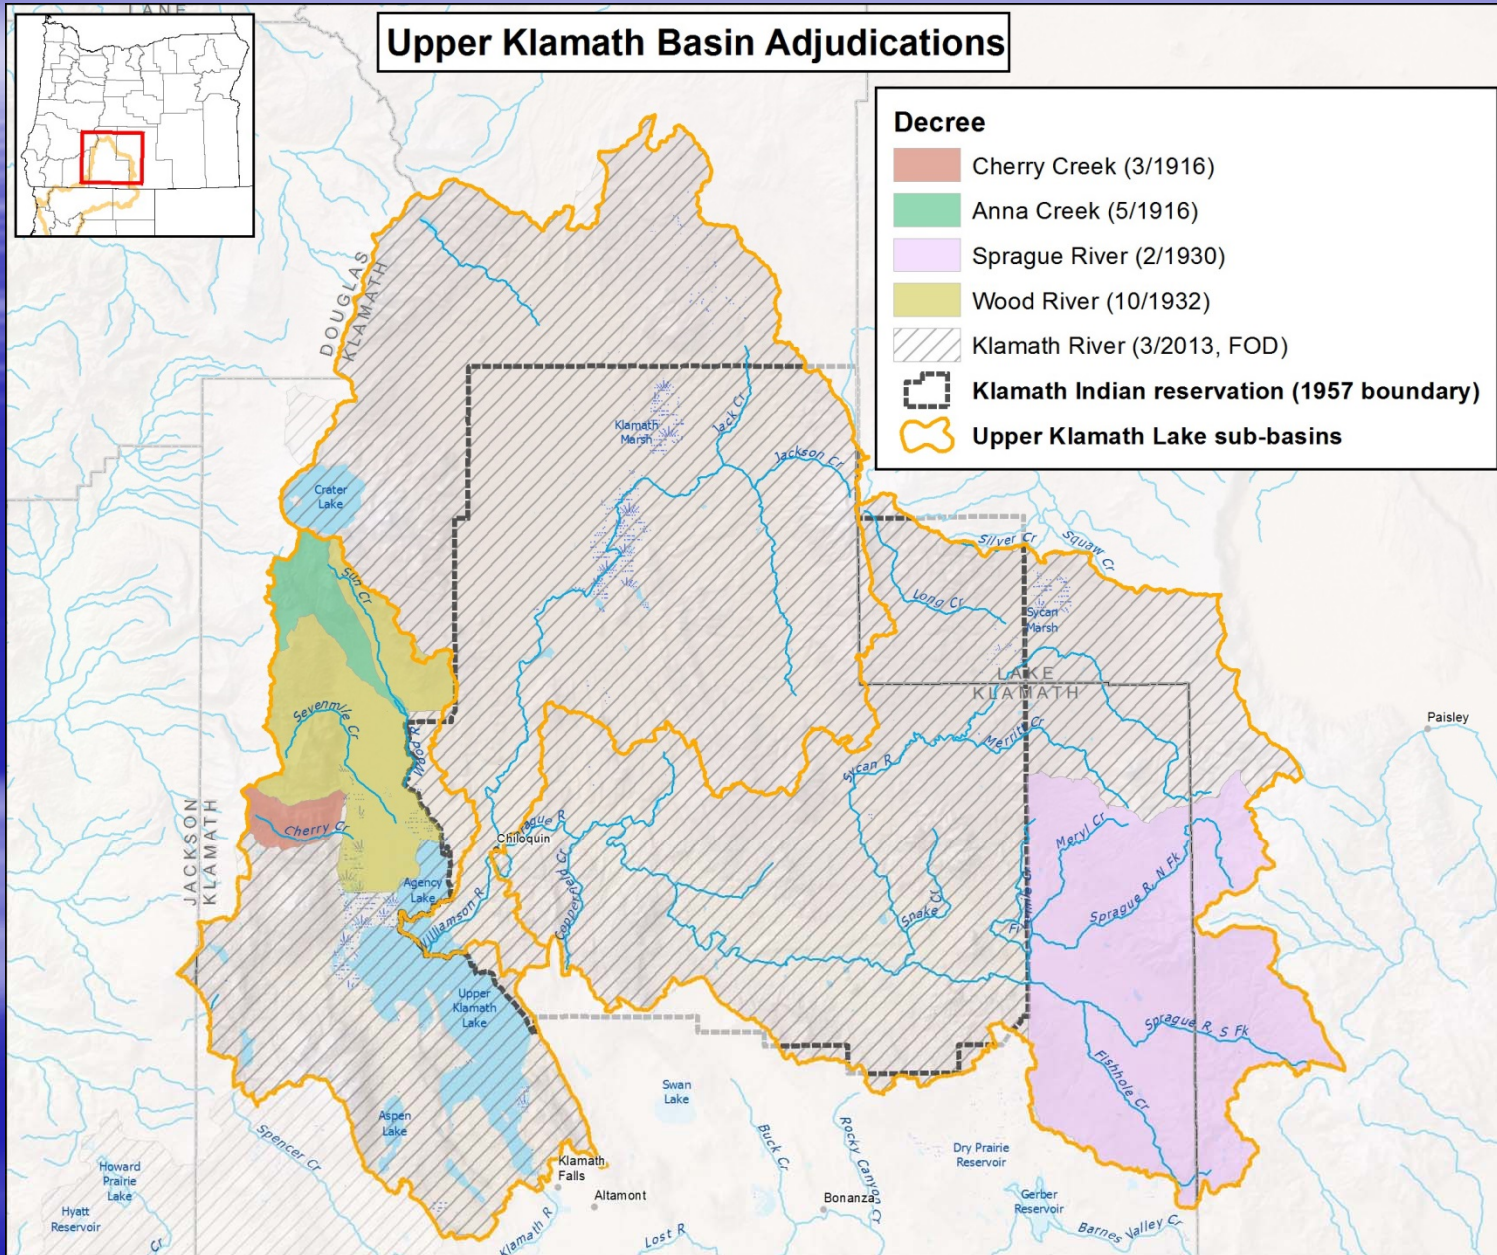 LANE
Upper Klamath Basin Adjudications
Decree
Cherry Creek (3/1916)
Anna Creek (5/1916)
Sprague River (2/1930)
Wood River (10/1932)
Klamath River (3/2013, FOD)
Klamath Indian reservation (1957 boundary)
Upper Klamath Lake sub-basins
DOUGLAS
KLAMATH
Klamath
Marsh
Jack Cr
Jackson Cr
Crater
Lake
Silver Cr
Squaw Cr
Sun Cr
Long Cr
Sycan
Marsh
LAKE
KLAMATH
Sevenmile Cr
Wood R
Merritt Cr
Sycan R
Paisley
JACKSON
KLAMATH
Cherry Cr
Chiloquin
Meryl Cr
Agency
Lake
Copperfield Cr
Snake Cr
Sprague R, N Fk
Williamson R
Upper
Klamath
Lake
Sprague R, S Fk
Fishhole Cr
Swan
Lake
Aspen
Lake
Spencer Cr
Buck Cr
Rocky Canyon Cr
Dry Prairie
Reservoir
Howard
Prairie
Lake
Klamath
Falls
Altamont
Bonanza
Gerber
Reservoir
Hyatt
Reservoir
Klamath R
Lost R
Barnes Valley Cr
Cr